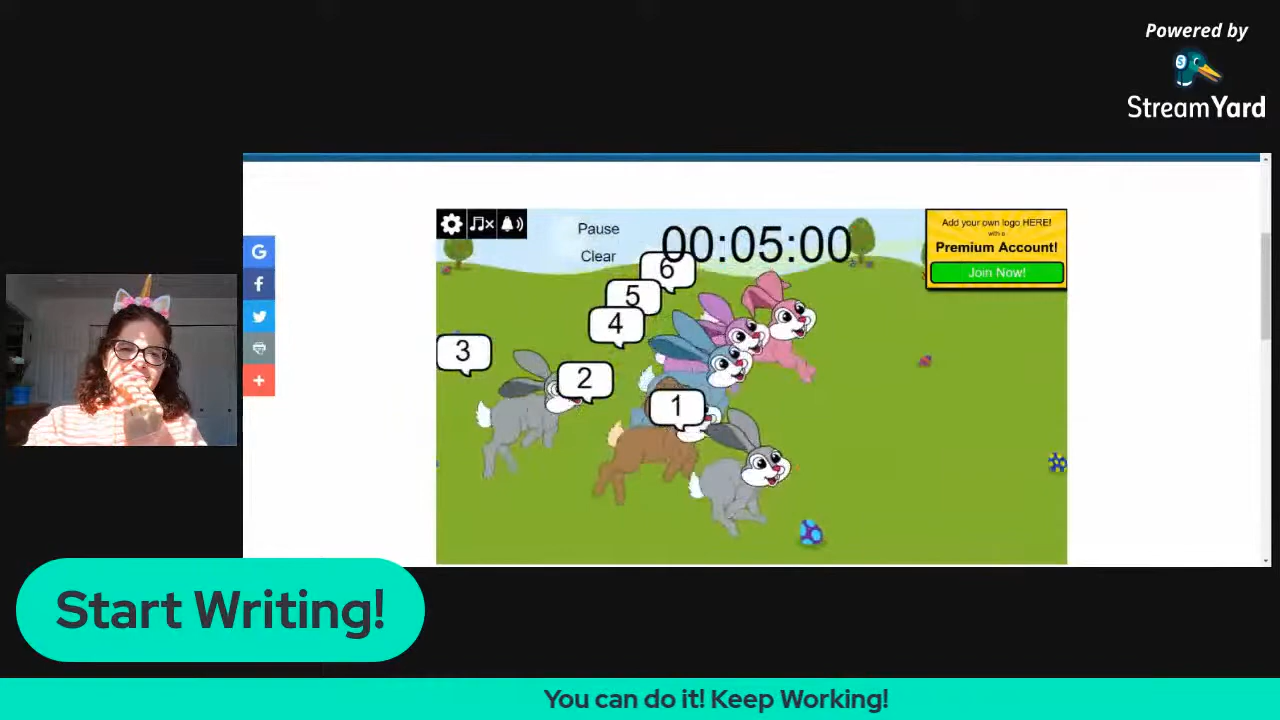 Powered by
StreamYard
Pause
Clear
00:05:00
Add your own logo HERE!
with a
Premium Account!
Join Now!
G
f
+
6
5
4
3
2
1
Start Writing!
You can do it! Keep Working!